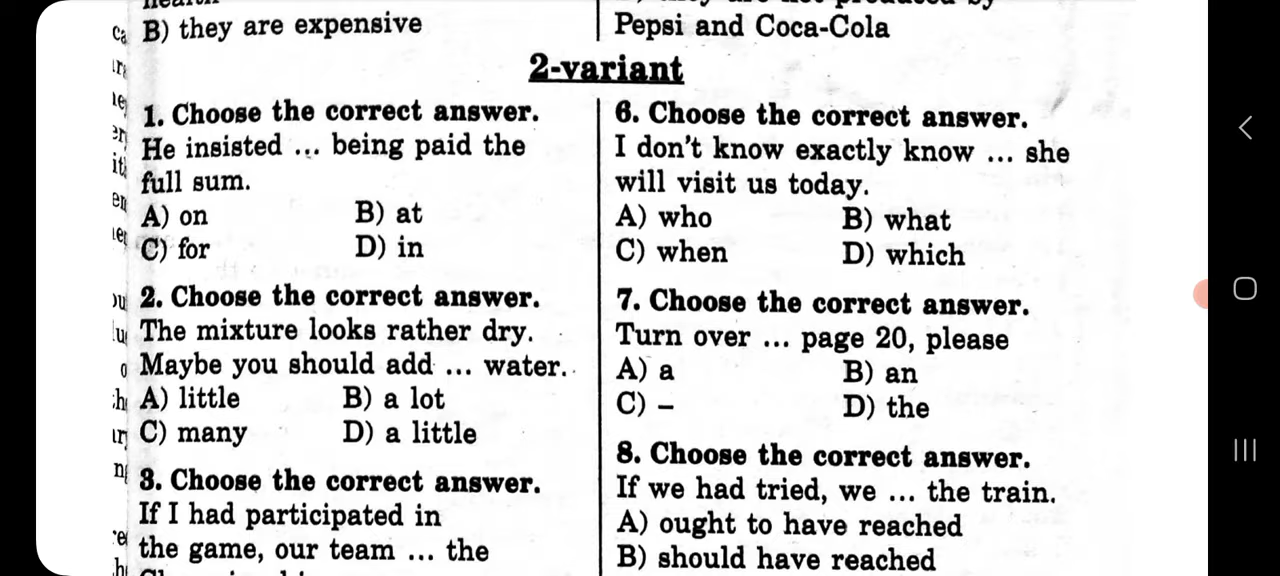 B) they are expensive
Pepsi and Coca-Cola
2-variant
1. Choose the correct answer.
He insisted ... being paid the
full sum.
A) on B) at
C) for D) in
2. Choose the correct answer.
The mixture looks rather dry.
Maybe you should add ... water.
A) little B) a lot
C) many D) a little
3. Choose the correct answer.
If I had participated in
the game, our team ... the
6. Choose the correct answer.
I don't know exactly know ... she
will visit us today.
A) who B) what
C) when D) which
7. Choose the correct answer.
Turn over ... page 20, please
A) a B) an
C) – D) the
8. Choose the correct answer.
If we had tried, we ... the train.
A) ought to have reached
B) should have reached